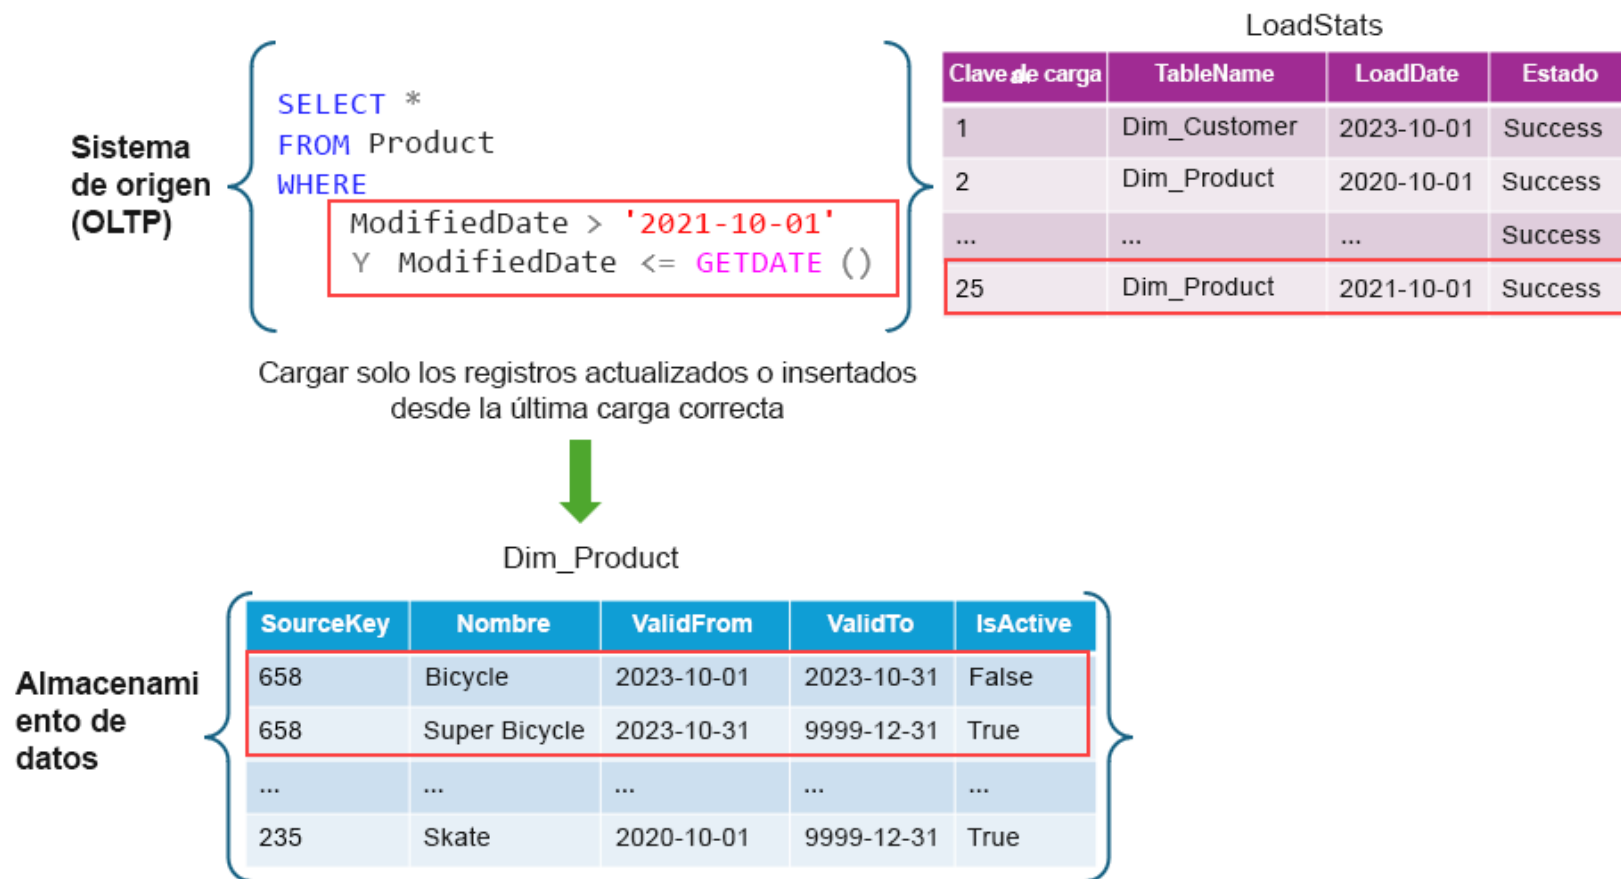 LoadStats
Clave de carga TableName LoadDate Estado
1 Dim_Customer 2023-10-01 Success
2 Dim_Product 2020-10-01 Success
... ... ... Success
25 Dim_Product 2021-10-01 Success
Sistema
de origen
(OLTP)
SELECT *
FROM Product
WHERE
ModifiedDate > '2021-10-01'
Y ModifiedDate <= GETDATE ()
Cargar solo los registros actualizados o insertados
desde la última carga correcta
Dim_Product
Almacenami
ento de
datos
SourceKey Nombre ValidFrom ValidTo IsActive
658 Bicycle 2023-10-01 2023-10-31 False
658 Super Bicycle 2023-10-31 9999-12-31 True
... ... ... ... ...
235 Skate 2020-10-01 9999-12-31 True